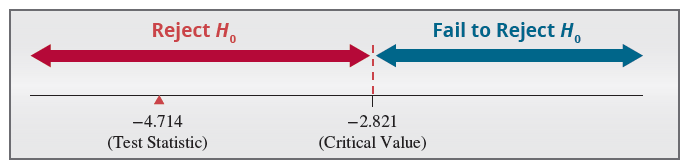 Reject H₀
Fail to Reject H₀
−4.714
(Test Statistic)
−2.821
(Critical Value)